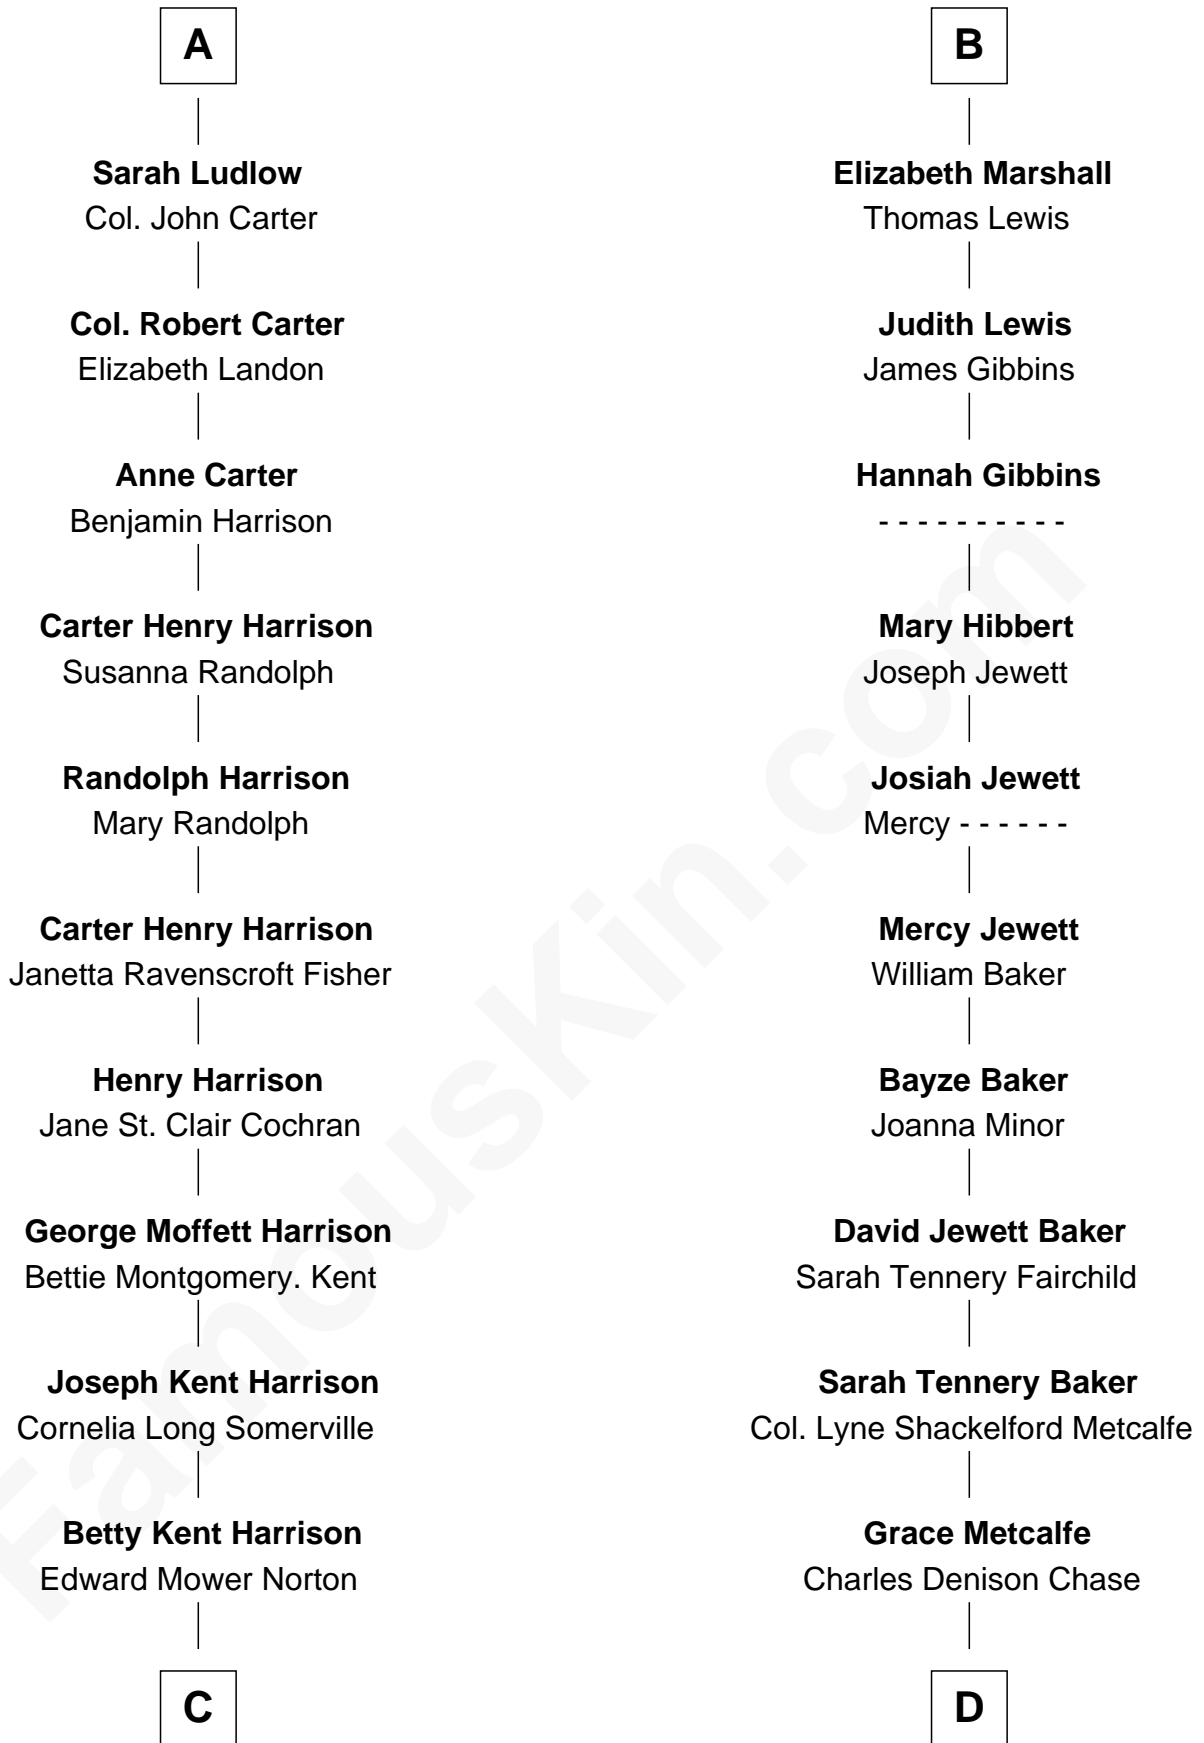 A
Sarah Ludlow
Col. John Carter
Col. Robert Carter
Elizabeth Landon
Anne Carter
Benjamin Harrison
Carter Henry Harrison
Susanna Randolph
Randolph Harrison
Mary Randolph
Carter Henry Harrison
Janetta Ravenscroft Fisher
Henry Harrison
Jane St. Clair Cochran
George Moffett Harrison
Bettie Montgomery. Kent
Joseph Kent Harrison
Cornelia Long Somerville
Betty Kent Harrison
Edward Mower Norton
C
B
Elizabeth Marshall
Thomas Lewis
Judith Lewis
James Gibbins
Hannah Gibbins
- - - - - - - - - -
Mary Hibbert
Joseph Jewett
Josiah Jewett
Mercy - - - - - -
Mercy Jewett
William Baker
Bayze Baker
Joanna Minor
David Jewett Baker
Sarah Tennery Fairchild
Sarah Tennery Baker
Col. Lyne Shackelford Metcalfe
Grace Metcalfe
Charles Denison Chase
D
FamousKin.com